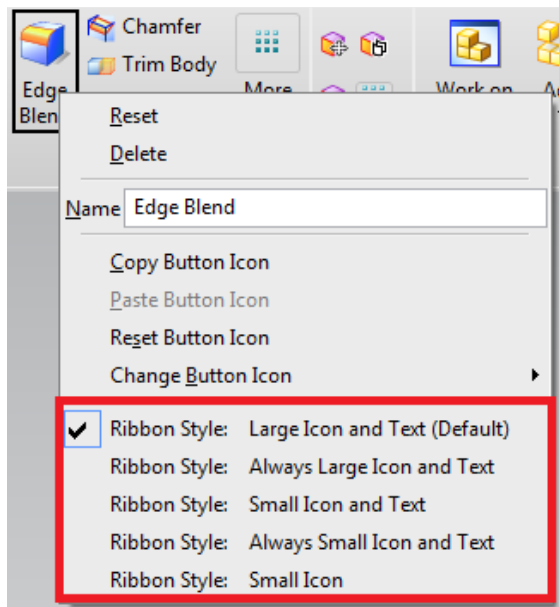 Chamfer
Trim Body
Edge
More
Work on
Blen
Reset
Delete
Name Edge Blend
Copy Button Icon
Paste Button Icon
Reset Button Icon
Change Button Icon
Ribbon Style: Large Icon and Text (Default)
Ribbon Style: Always Large Icon and Text
Ribbon Style: Small Icon and Text
Ribbon Style: Always Small Icon and Text
Ribbon Style: Small Icon